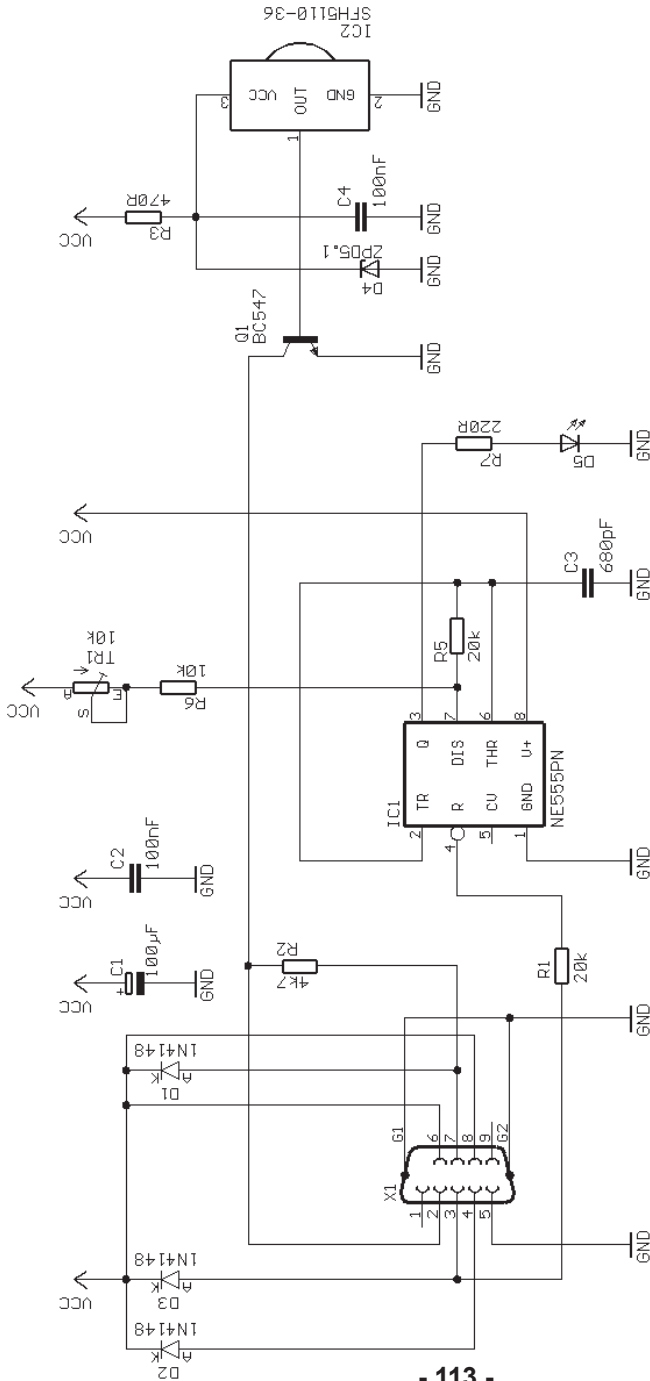 SFH5110-36
IC2
VCC
OUT
GND
3
1
2
GND
VCC
470R
R3
C4
100nF
GND
ZPD5.1
D4
GND
Q1
BC547
GND
220R
R7
D5
GND
VCC
C3
680pF
GND
R5
20k
VCC
10k
TR1
A
S
E
10k
R6
3
7
6
8
Q
DIS
THR
V+
TR
R
CV
GND
IC1
NE555PN
2
4
5
1
GND
VCC
C2
100nF
GND
VCC
C1
+
100µF
GND
R2
4k7
R1
20k
GND
1N4148
K
A
D1
X1
G1
G2
6
7
8
9
1
2
3
4
5
GND
VCC
1N4148
K
A
D3
1N4148
K
A
D2
- 113 -